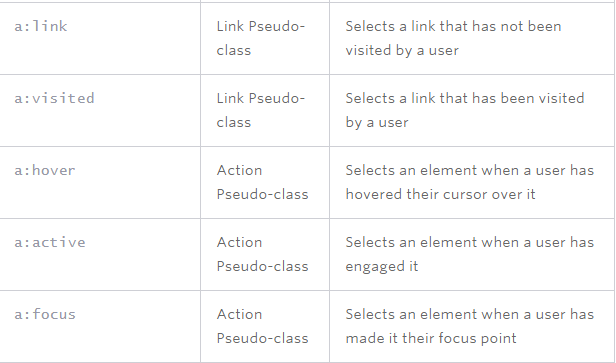 a:link
Link Pseudo-
class
Selects a link that has not been
visited by a user
a:visited
Link Pseudo-
class
Selects a link that has been visited
by a user
a:hover
Action
Pseudo-class
Selects an element when a user has
hovered their cursor over it
a:active
Action
Pseudo-class
Selects an element when a user has
engaged it
a:focus
Action
Pseudo-class
Selects an element when a user has
made it their focus point